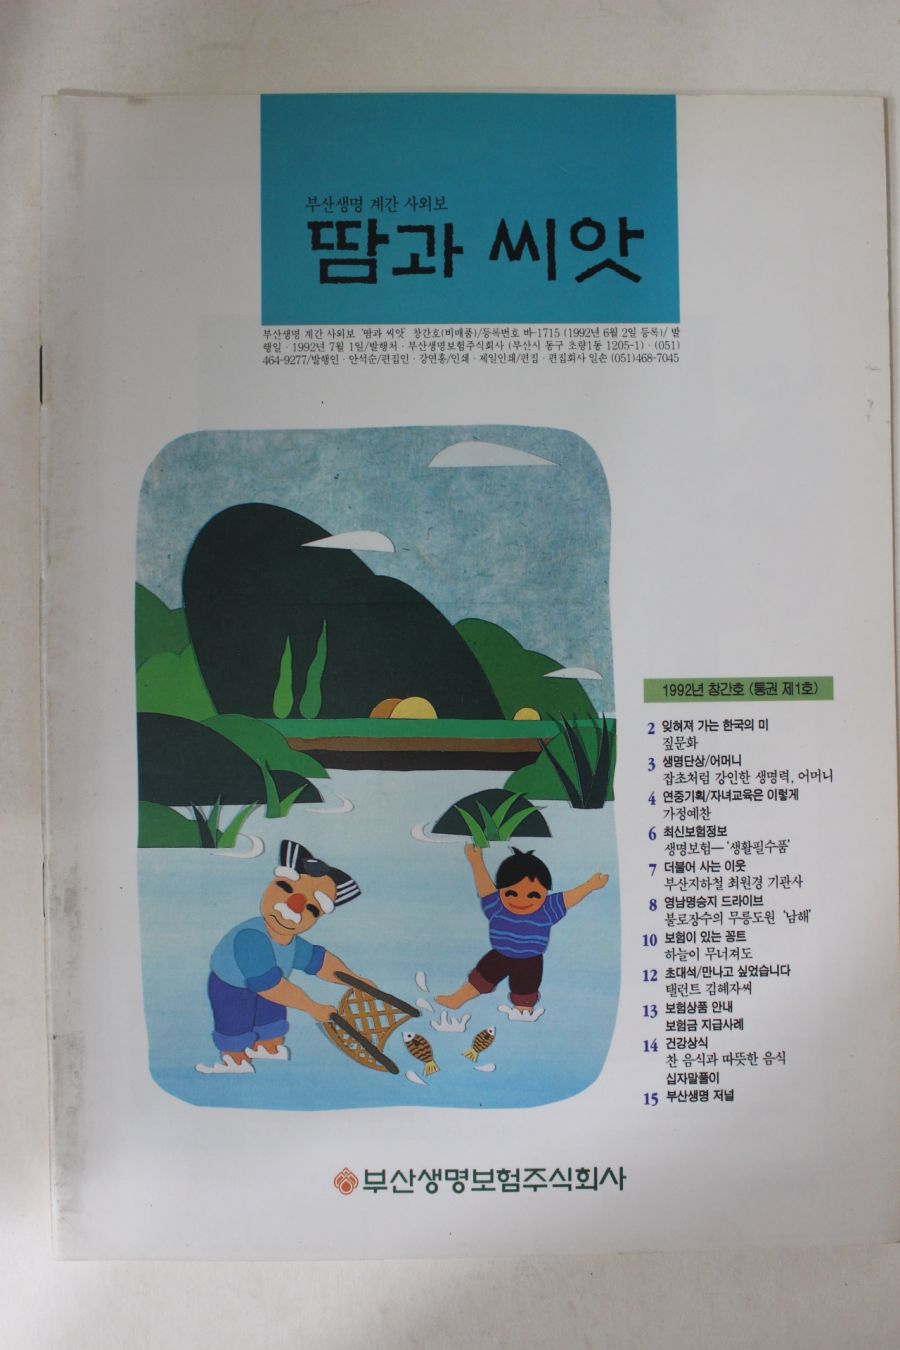 부산생명 계간 사외보
땀과 씨앗
부산생명 계간 사외보 '땀과 씨앗' 창간호(비매품)/등록번호 바-1715 (1992년 6월 2일 등록)/ 발
행일 · 1992년 7월 1일/발행처 · 부산생명보험주식회사 (부산시 동구 초량1동 1205-1) · (051)
464-9277/발행인 · 안석순/편집인 · 강연홍/인쇄 · 제일인쇄/편집 · 편집회사 일손 (051)468-7045
1992년 창간호 (통권 제1호)
2 잊혀져 가는 한국의 미
짚문화
3 생명단상/어머니
잡초처럼 강인한 생명력, 어머니
4 연중기획/자녀교육은 이렇게
가정예찬
6 최신보험정보
생명보험—'생활필수품'
7 더불어 사는 이웃
부산지하철 최원경 기관사
8 영남명승지 드라이브
불로장수의 무릉도원 '남해'
10 보험이 있는 꽁트
하늘이 무너져도
12 초대석/만나고 싶었습니다
탤런트 김혜자씨
13 보험상품 안내
보험금 지급사례
14 건강상식
찬 음식과 따뜻한 음식
십자말풀이
15 부산생명 저널
부산생명보험주식회사